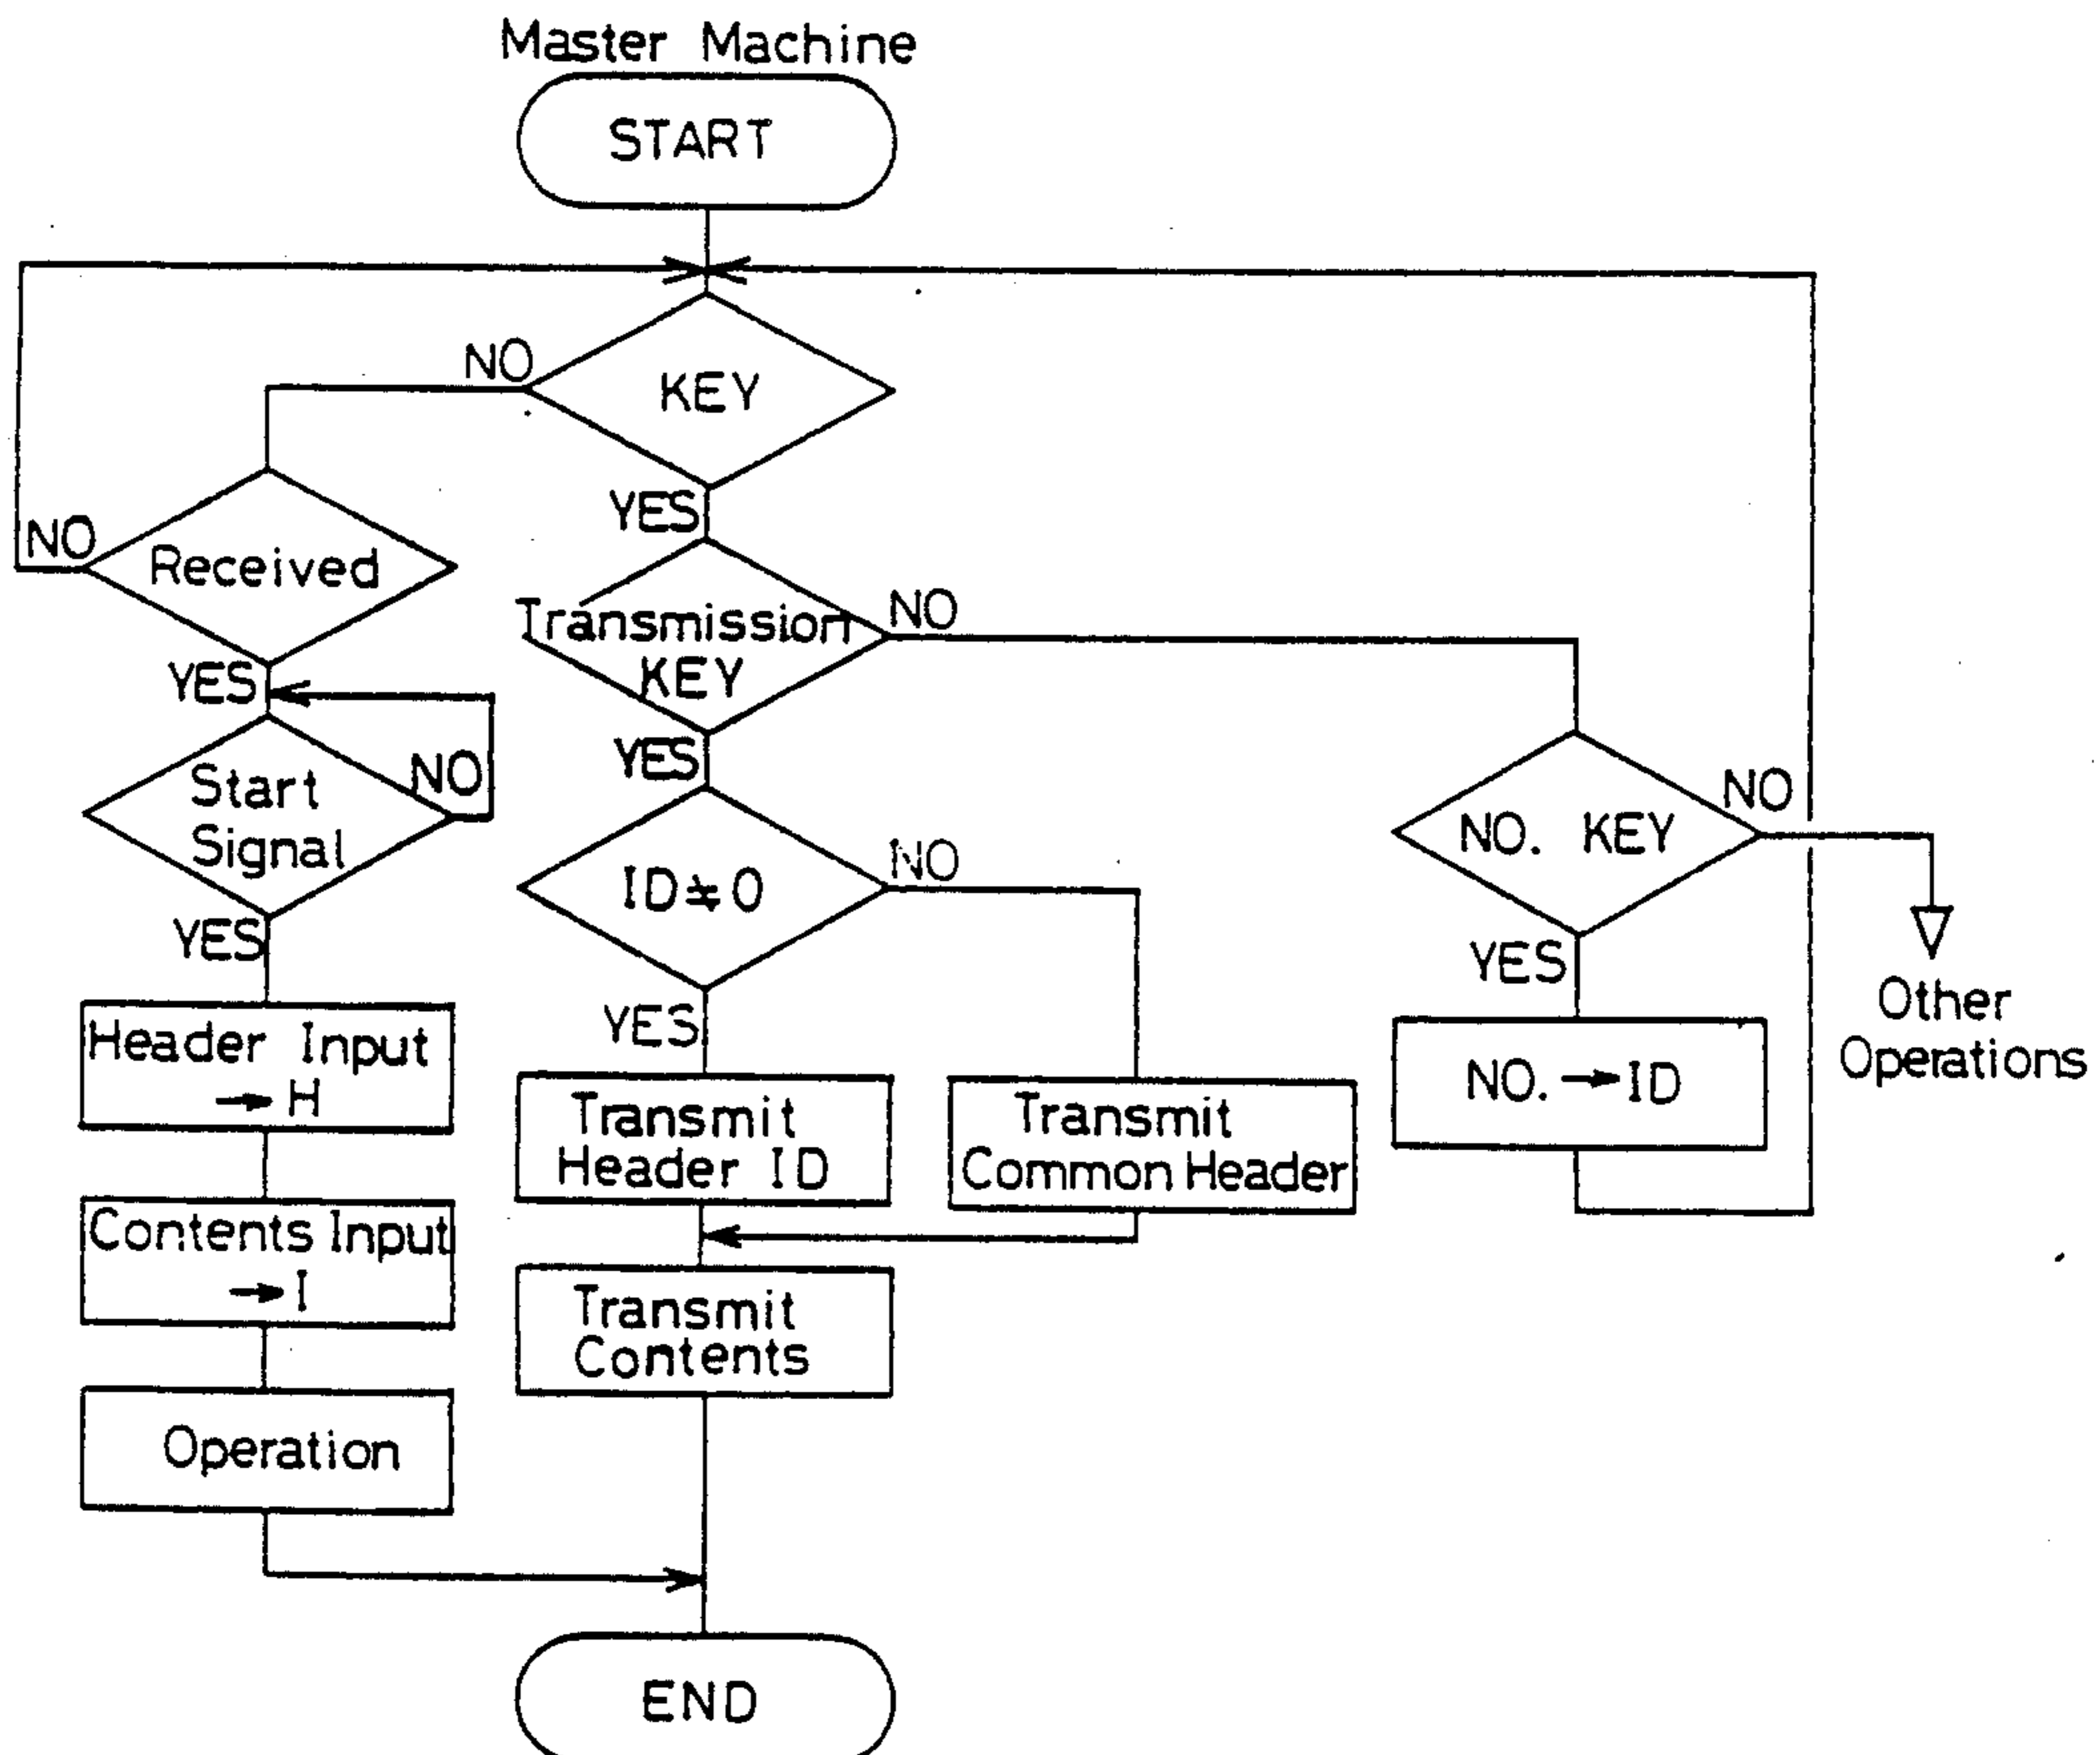 Master Machine
START
NO
KEY
YES
NO
Received
YES
Transmission
KEY
NO
YES
Start
Signal
NO
YES
ID≠0
NO
YES
NO. KEY
NO
YES
Other
Operations
Header Input
→ H
Transmit
Header ID
Transmit
Common Header
NO. → ID
Contents Input
→ I
Transmit
Contents
Operation
END